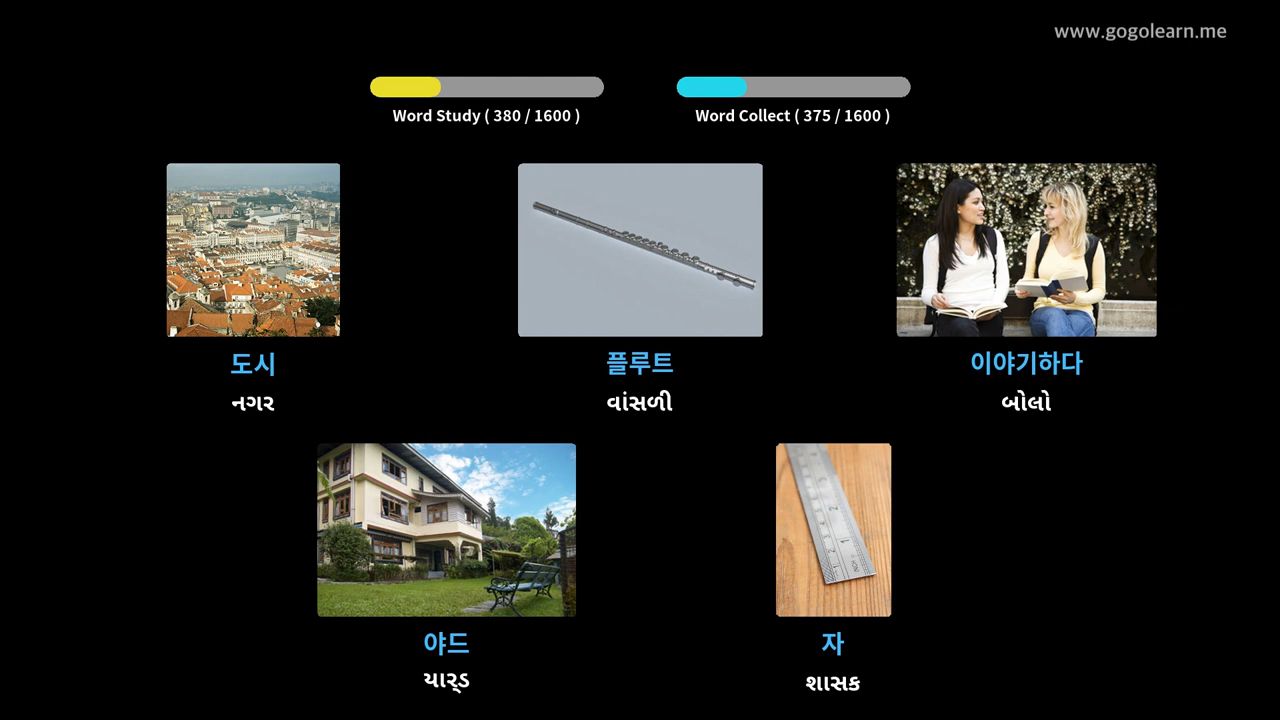 www.gogolearn.me
Word Study ( 380 / 1600 )
Word Collect ( 375 / 1600 )
도시
플루트
이야기하다
નગર
વાંસળી
બોલો
야드
자
યાર્ડ
શાસક